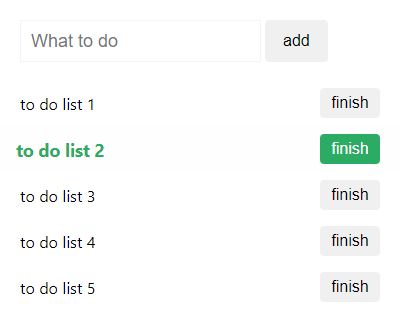 What to do add
to do list 1 finish
to do list 2 finish
to do list 3 finish
to do list 4 finish
to do list 5 finish